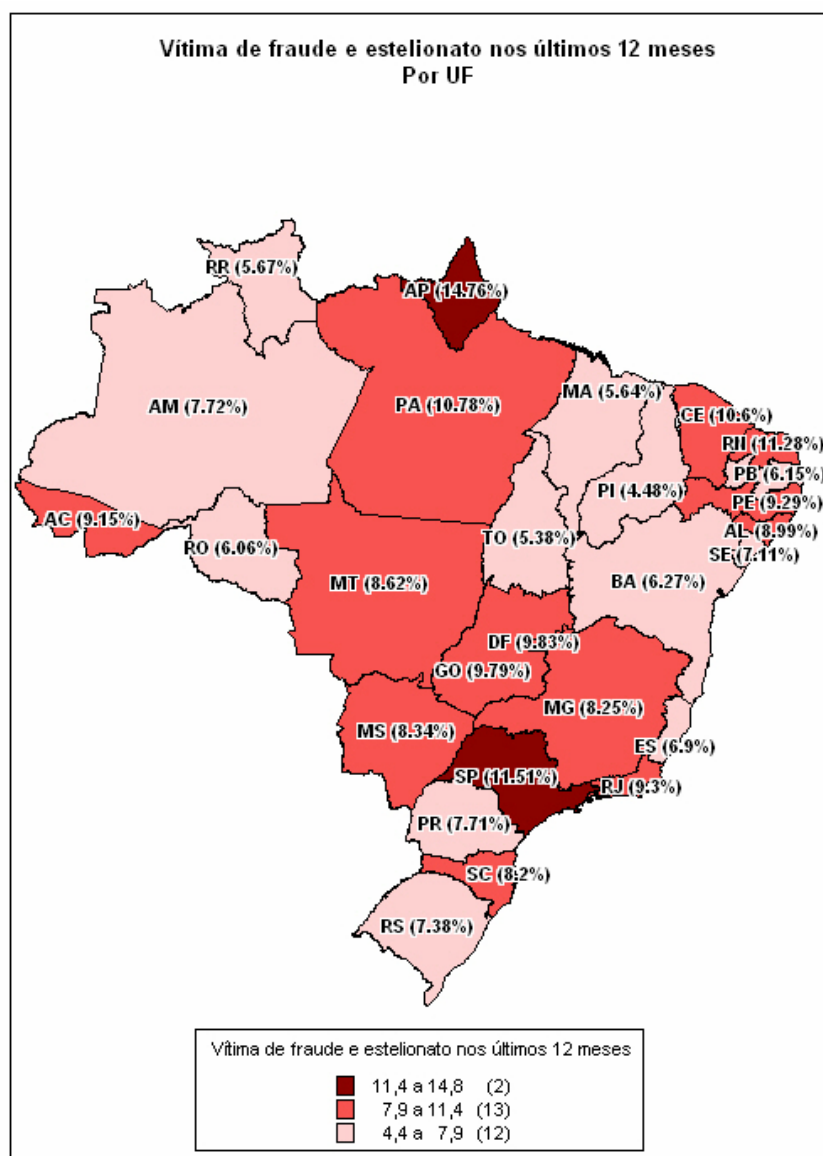 Vítima de fraude e estelionato nos últimos 12 meses
Por UF
RR (5.67%)
AP (14.76%)
AM (7.72%)
PA (10.78%)
MA (5.64%)
CE (10.6%)
RN (11.28%)
PB (6.15%)
PI (4.48%)
PE (9.29%)
AC (9.15%)
AL (8.99%)
RO (6.06%)
TO (5.38%)
SE (7.11%)
MT (8.62%)
BA (6.27%)
DF (9.83%)
GO (9.79%)
MG (8.25%)
MS (8.34%)
ES (6.9%)
SP (11.51%)
RJ (9.3%)
PR (7.71%)
SC (8.2%)
RS (7.38%)
Vítima de fraude e estelionato nos últimos 12 meses
11,4 a 14,8 (2)
7,9 a 11,4 (13)
4,4 a 7,9 (12)